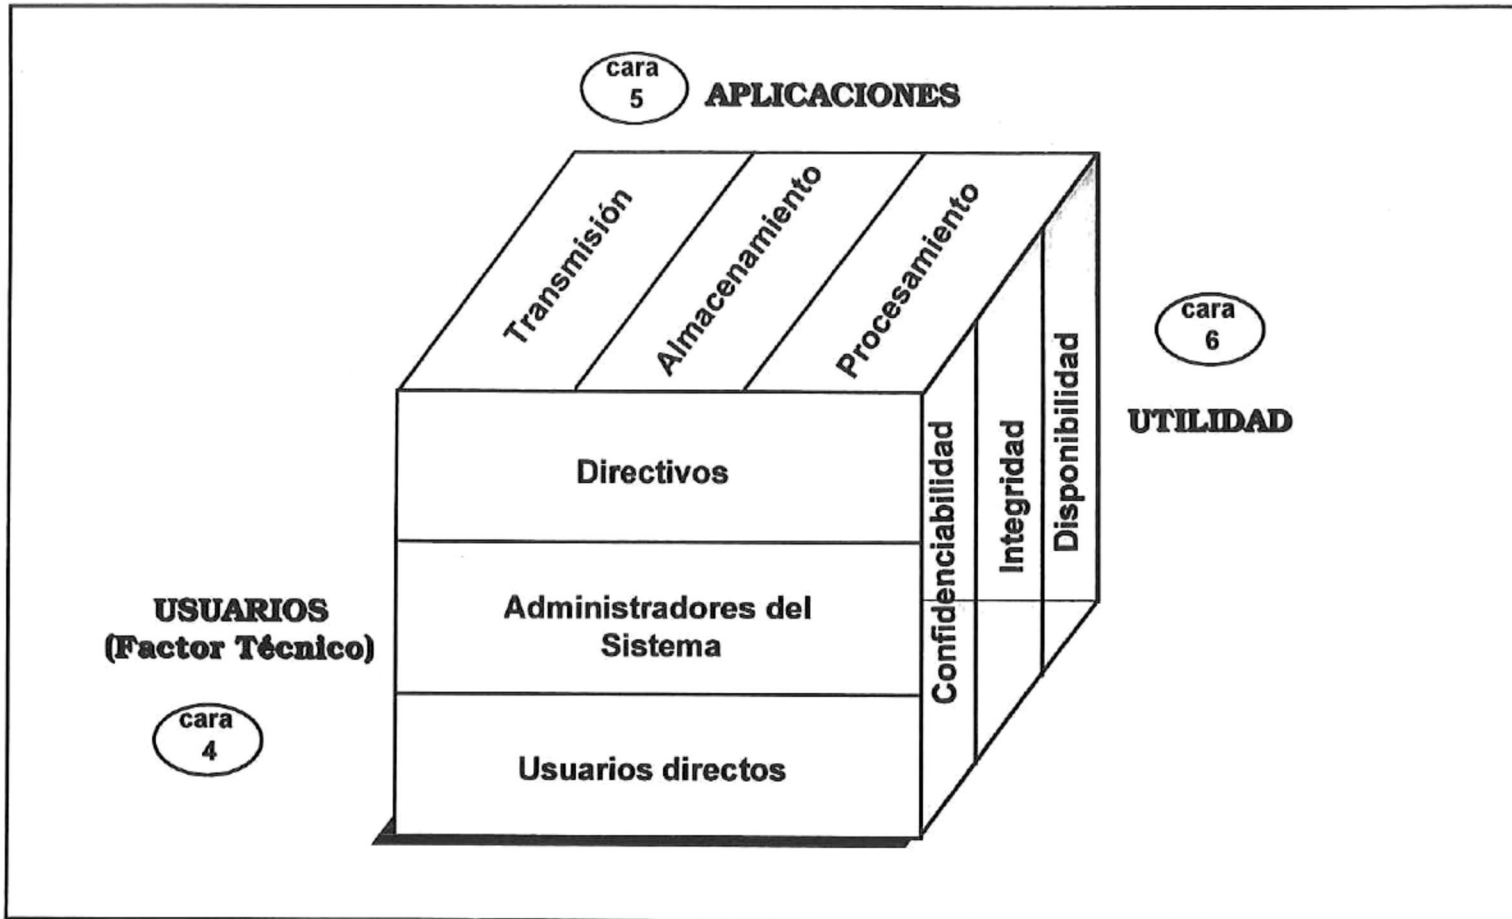 cara
5
APLICACIONES
Transmisión
Almacenamiento
Procesamiento
cara
6
UTILIDAD
Directivos
Confidenciabilidad
Integridad
Disponibilidad
USUARIOS
(Factor Técnico)
Administradores del
Sistema
cara
4
Usuarios directos